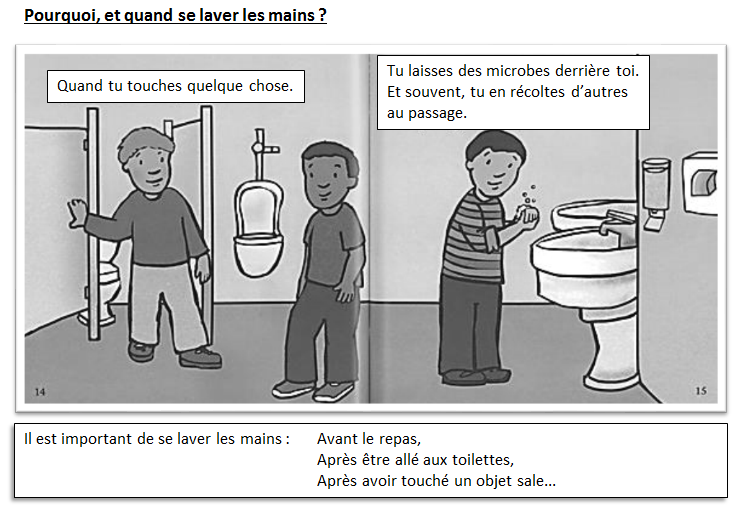 Pourquoi, et quand se laver les mains ?
Quand tu touches quelque chose.
Tu laisses des microbes derrière toi.
Et souvent, tu en récoltes d’autres
au passage.
14
15
Il est important de se laver les mains : Avant le repas,
Après être allé aux toilettes,
Après avoir touché un objet sale...